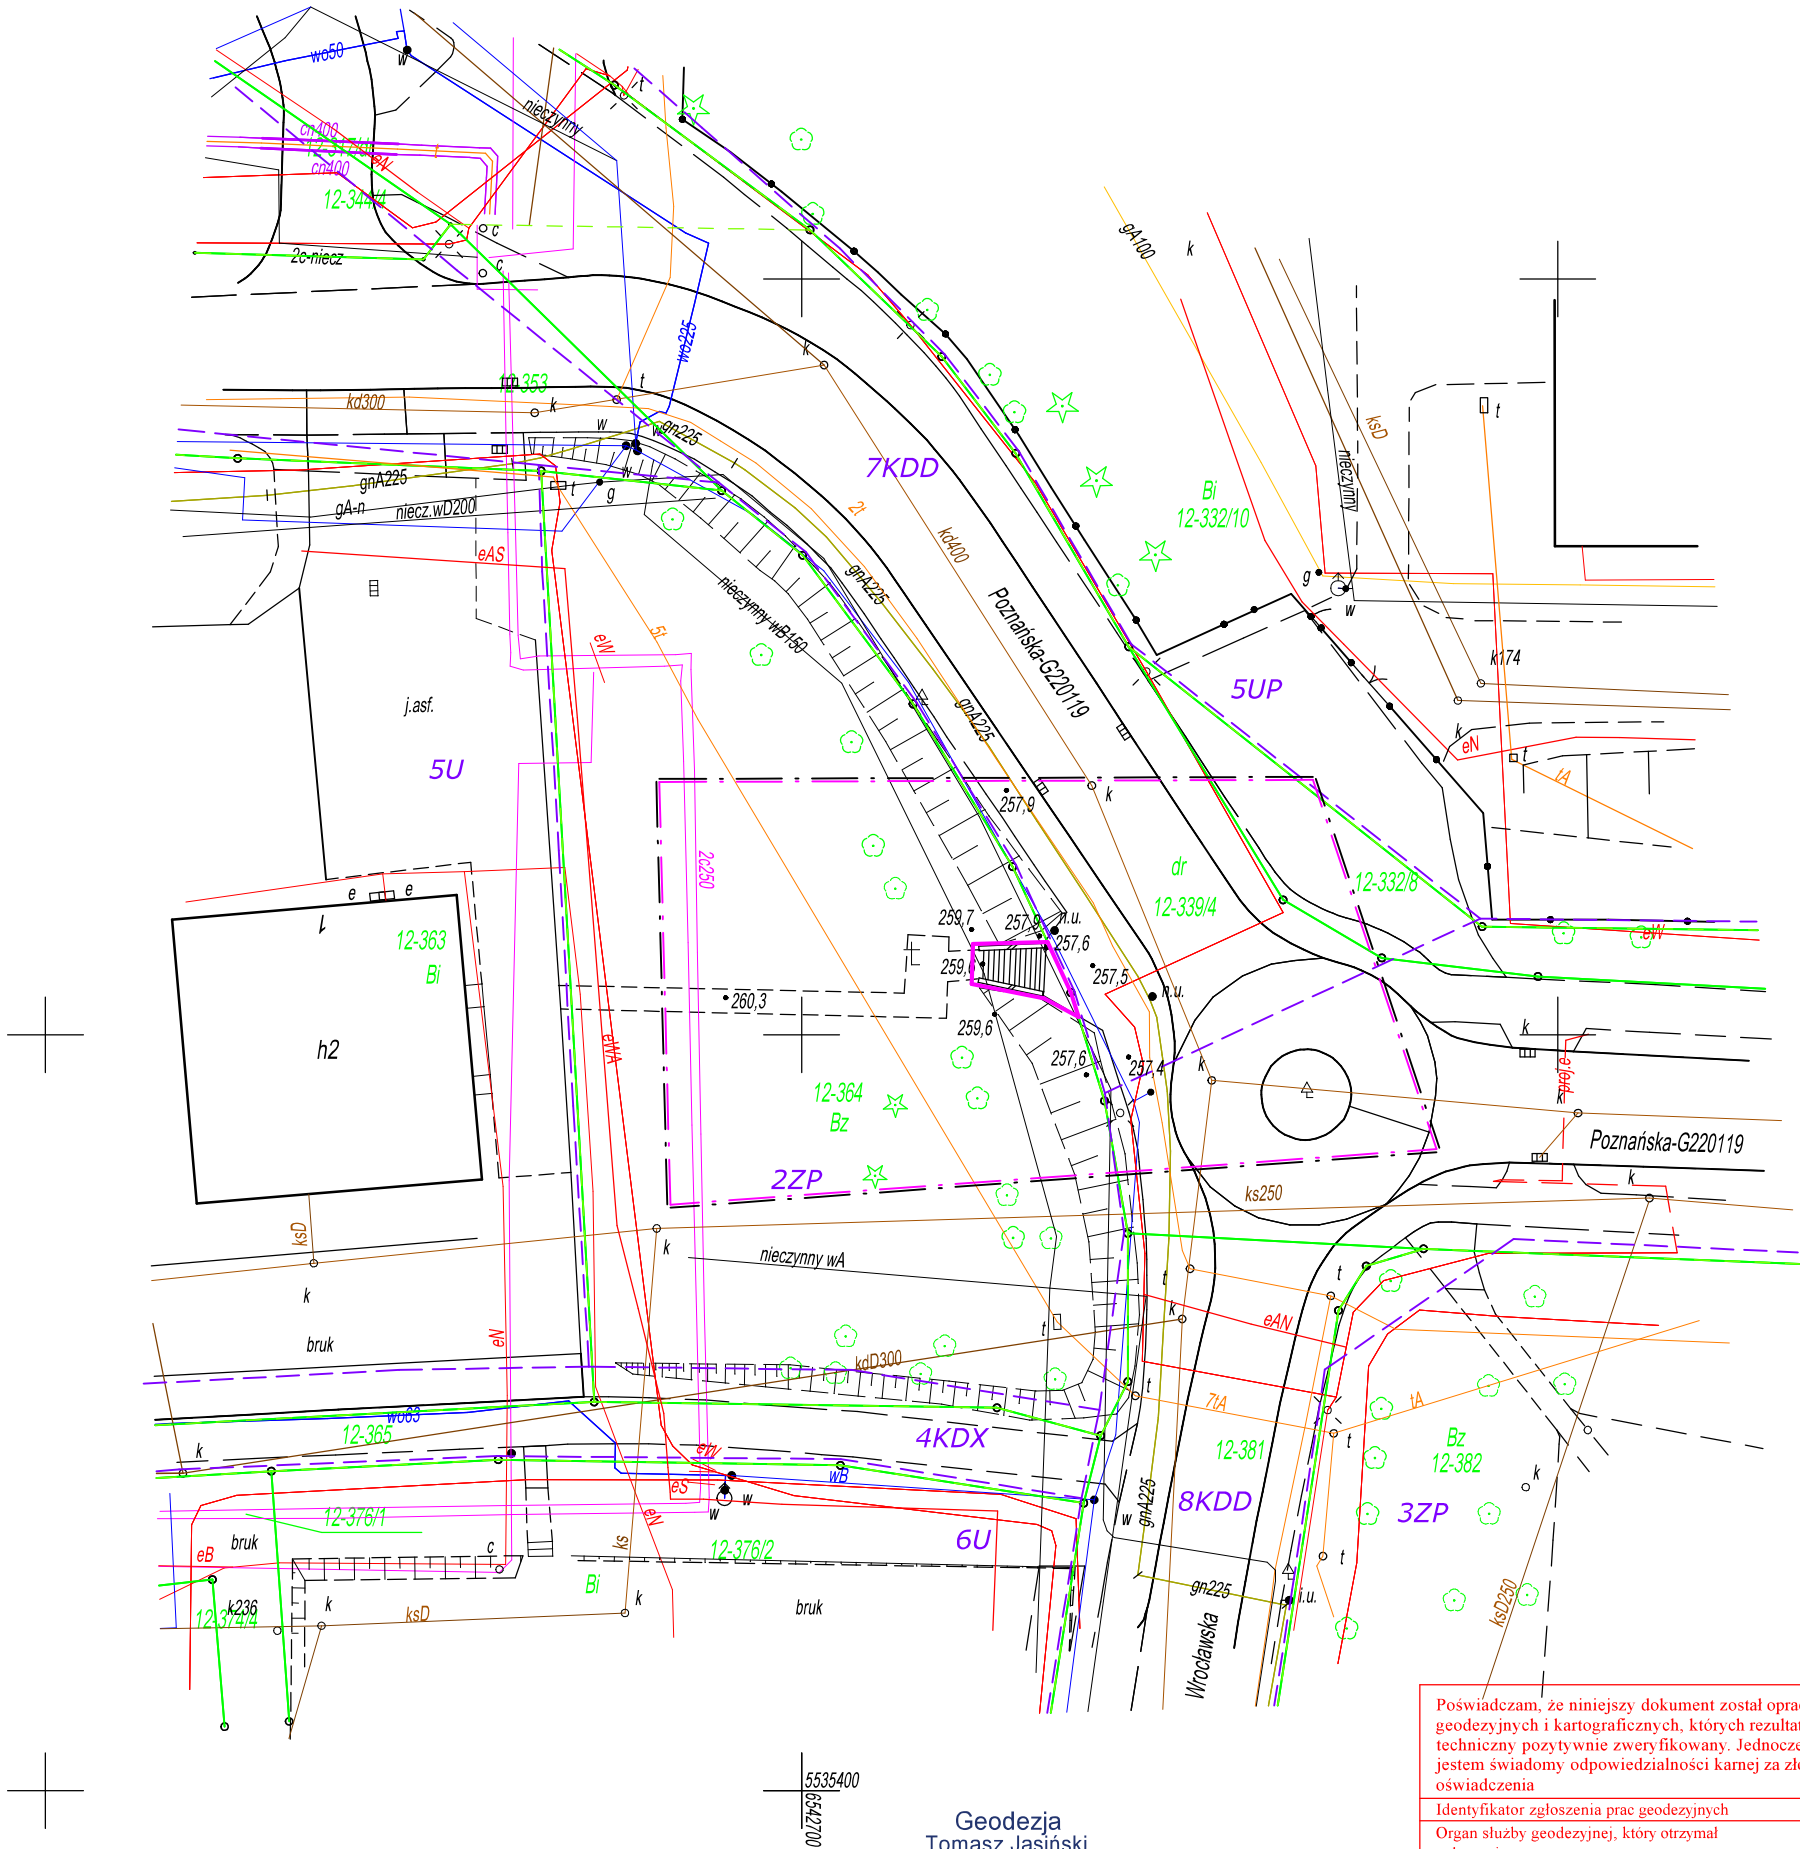 wo50
w
nieczynny
t
cn400
cn400
eN
t
12-344/4
c
c
2c-niecz
gA100
k
wo225
k
12-353
t
kd300
k
w
w
gn225
7KDD
ksD
t
nieczynny
gnA225
w
t
g
gA-n
niecz.wD200
2t
kd400
Bi
12-332/10
eAS
gnA225
nieczynny wB150
g
w
Poznańska-G220119
5t
eW
k174
5UP
j.asf.
gnA225
k
eN
t
tA
5U
257,9
k
2c250
dr
12-332/8
12-339/4
e
e
12-363
Bi
259,7
257,9
n.u.
257,6
eW
259,
257,5
n.u.
260,3
259,6
k
h2
eWA
257,6
257,4
k
proj.e
k
12-364
Bz
Poznańska-G220119
2ZP
k
ks250
ksD
k
nieczynny wA
t
t
k
k
eAN
t
bruk
eN
kdD300
t
7tA
tA
wo63
12-365
4KDX
k
eW
12-381
t
Bz
12-382
wB
eS
k
w
w
w
12-376/1
eN
6U
gnA225
8KDD
3ZP
bruk
c
ks
12-376/2
eB
t
Bi
gn225
i.u.
k236
12-374/4
k
ksD
k
bruk
ksD250
Wrocławska
Poświadczam, że niniejszy dokument został opra
geodezyjnych i kartograficznych, których rezultat
techniczny pozytywnie zweryfikowany. Jednocze
jestem świadomy odpowiedzialności karnej za zł
oświadczenia
Identyfikator zgłoszenia prac geodezyjnych
Organ służby geodezyjnej, który otrzymał
5535400
6542700
Geodezja
Tomasz Jasiński